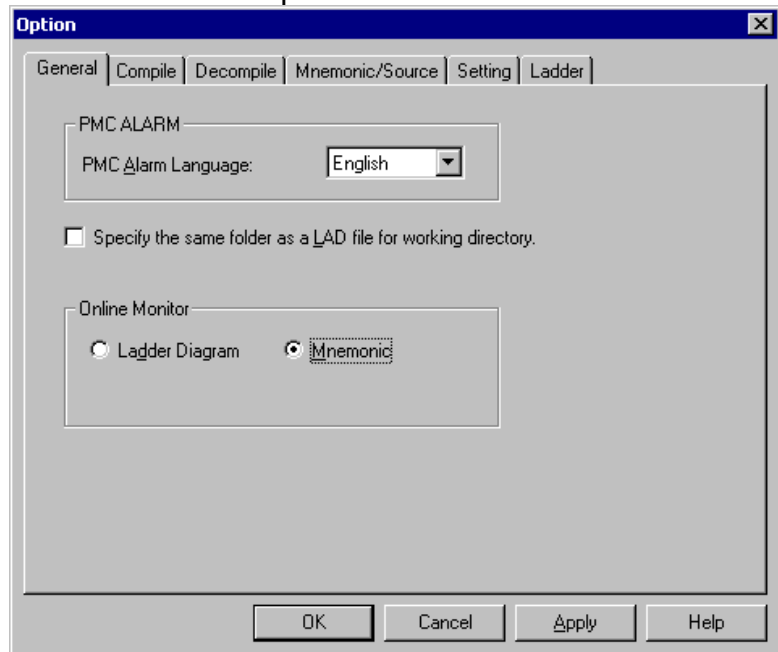 Option
General Compile Decompile Mnemonic/Source Setting Ladder
PMC ALARM
PMC Alarm Language: English
Specify the same folder as a LAD file for working directory.
Online Monitor
Ladder Diagram Mnemonic
OK Cancel Apply Help